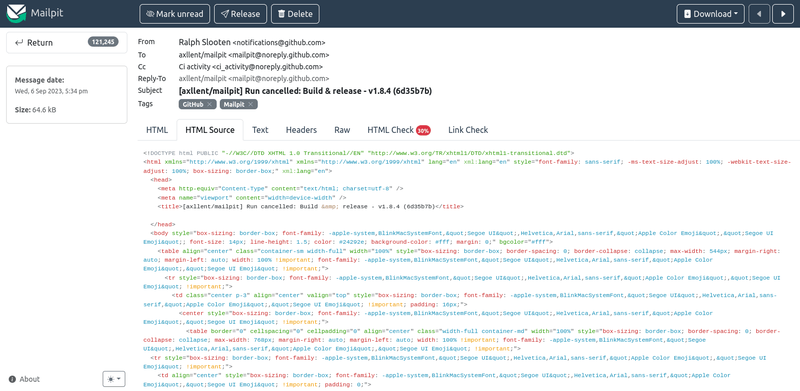 Mailpit
Mark unread
Release
Delete
Download
Return
121,245
Message date:
Wed, 6 Sep 2023, 5:34 pm
Size: 64.6 kB
From Ralph Slooten <notifications@github.com>
To axllent/mailpit <mailpit@noreply.github.com>
Cc Ci activity <ci_activity@noreply.github.com>
Reply-To axllent/mailpit <mailpit@noreply.github.com>
Subject [axllent/mailpit] Run cancelled: Build & release - v1.8.4 (6d35b7b)
Tags GitHub × Mailpit ×
HTML HTML Source Text Headers Raw HTML Check 30% Link Check
<!DOCTYPE html PUBLIC "-//W3C//DTD XHTML 1.0 Transitional//EN" "http://www.w3.org/TR/xhtml1/DTD/xhtml1-transitional.dtd">
<html xmlns="http://www.w3.org/1999/xhtml" xmlns="http://www.w3.org/1999/xhtml" lang="en" xml:lang="en" style="font-family: sans-serif; -ms-text-size-adjust: 100%; -webkit-text-size-
adjust: 100%; box-sizing: border-box;" xml:lang="en">
<head>
<meta http-equiv="Content-Type" content="text/html; charset=utf-8" />
<meta name="viewport" content="width=device-width" />
<title>[axllent/mailpit] Run cancelled: Build &amp; release - v1.8.4 (6d35b7b)</title>
</head>
<body style="box-sizing: border-box; font-family: -apple-system,BlinkMacSystemFont,&quot;Segoe UI&quot;,Helvetica,Arial,sans-serif,&quot;Apple Color Emoji&quot;,&quot;Segoe UI
Emoji&quot;; font-size: 14px; line-height: 1.5; color: #24292e; background-color: #fff; margin: 0;" bgcolor="#fff">
<table align="center" class="container-sm width-full" width="100%" style="box-sizing: border-box; border-spacing: 0; border-collapse: collapse; max-width: 544px; margin-right:
auto; margin-left: auto; width: 100% !important; font-family: -apple-system,BlinkMacSystemFont,&quot;Segoe UI&quot;,Helvetica,Arial,sans-serif,&quot;Apple Color
Emoji&quot;,&quot;Segoe UI Emoji&quot; !important;">
<tr style="box-sizing: border-box; font-family: -apple-system,BlinkMacSystemFont,&quot;Segoe UI&quot;,Helvetica,Arial,sans-serif,&quot;Apple Color Emoji&quot;,&quot;Segoe UI
Emoji&quot; !important;">
<td class="center p-3" align="center" valign="top" style="box-sizing: border-box; font-family: -apple-system,BlinkMacSystemFont,&quot;Segoe UI&quot;,Helvetica,Arial,sans-
serif,&quot;Apple Color Emoji&quot;,&quot;Segoe UI Emoji&quot; !important; padding: 16px;">
<center style="box-sizing: border-box; font-family: -apple-system,BlinkMacSystemFont,&quot;Segoe UI&quot;,Helvetica,Arial,sans-serif,&quot;Apple Color
Emoji&quot;,&quot;Segoe UI Emoji&quot; !important;">
<table border="0" cellspacing="0" cellpadding="0" align="center" class="width-full container-md" width="100%" style="box-sizing: border-box; border-spacing: 0; border-
collapse: collapse; max-width: 768px; margin-right: auto; margin-left: auto; width: 100% !important; font-family: -apple-system,BlinkMacSystemFont,&quot;Segoe
UI&quot;,Helvetica,Arial,sans-serif,&quot;Apple Color Emoji&quot;,&quot;Segoe UI Emoji&quot; !important;">
<tr style="box-sizing: border-box; font-family: -apple-system,BlinkMacSystemFont,&quot;Segoe UI&quot;,Helvetica,Arial,sans-serif,&quot;Apple Color Emoji&quot;,&quot;Segoe UI
Emoji&quot; !important;">
<td align="center" style="box-sizing: border-box; font-family: -apple-system,BlinkMacSystemFont,&quot;Segoe UI&quot;,Helvetica,Arial,sans-serif,&quot;Apple Color
Emoji&quot;,&quot;Segoe UI Emoji&quot; !important; padding: 0;">
About